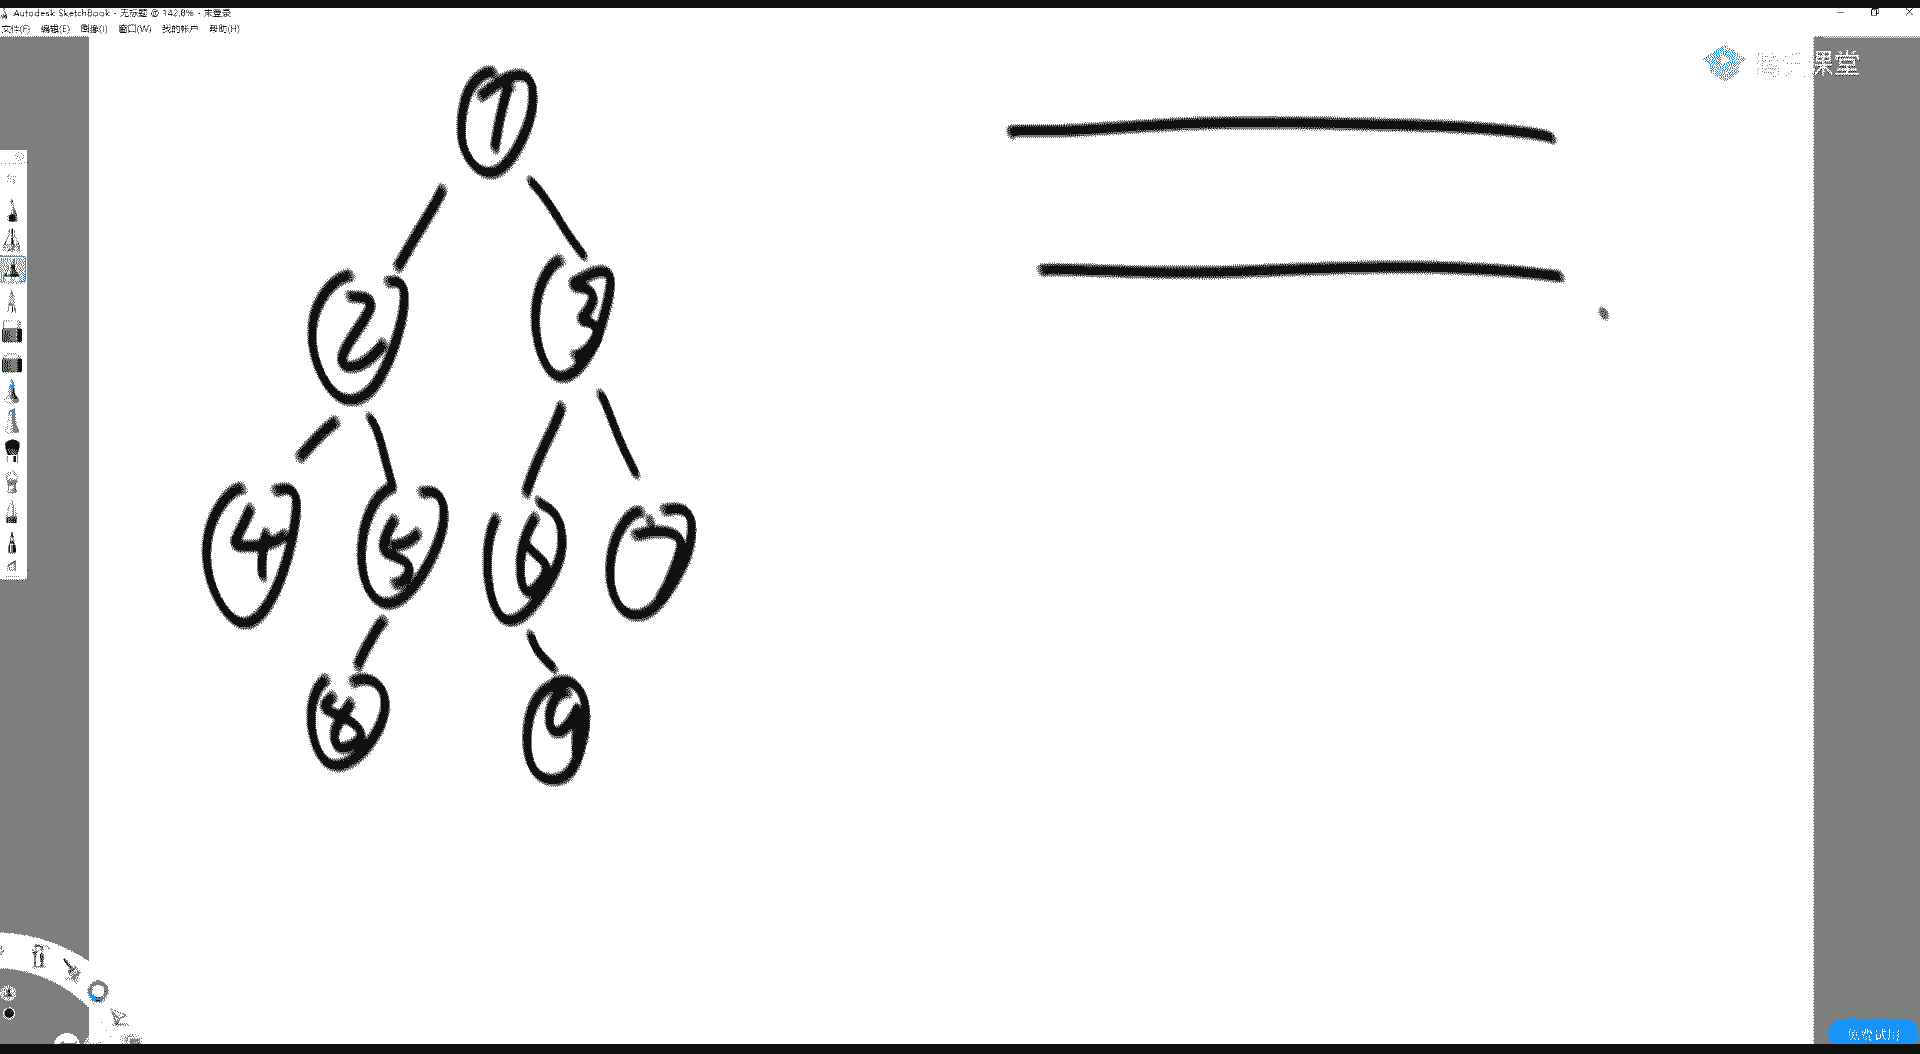 Autodesk SketchBook - 无标题 @ 142.8% - 未登录
文件(F) 编辑(E) 图像(I) 窗口(W) 我的帐户 帮助(H)
腾讯课堂
1
2 3
4 5 6 7
8 9
免费试用